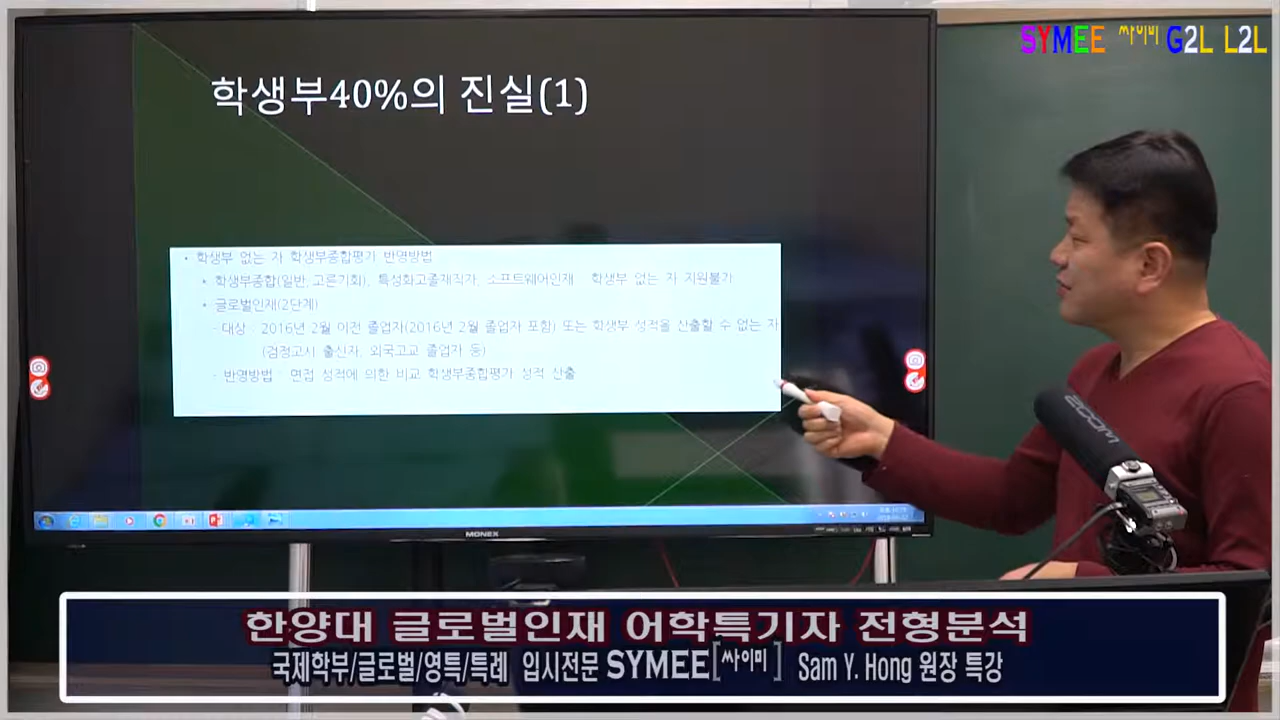 SYMEE 싸이미 G2L L2L
학생부40%의 진실(1)
• 학생부 없는 자 학생부종합평가 반영방법
• 학생부종합(일반, 고른기회), 특성화고졸재직자, 소프트웨어인재 학생부 없는 자 지원불가
• 글로벌인재(2단계)
- 대상 : 2016년 2월 이전 졸업자(2016년 2월 졸업자 포함) 또는 학생부 성적을 산출할 수 없는 자
(검정고시 출신자, 외국고교 졸업자 등)
- 반영방법 : 면접 성적에 의한 비교 학생부종합평가 성적 산출
ZOOM
MONEX
한양대 글로벌인재 어학특기자 전형분석
국제학부/글로벌/영특/특례 입시전문 SYMEE[싸이미] Sam Y. Hong 원장 특강